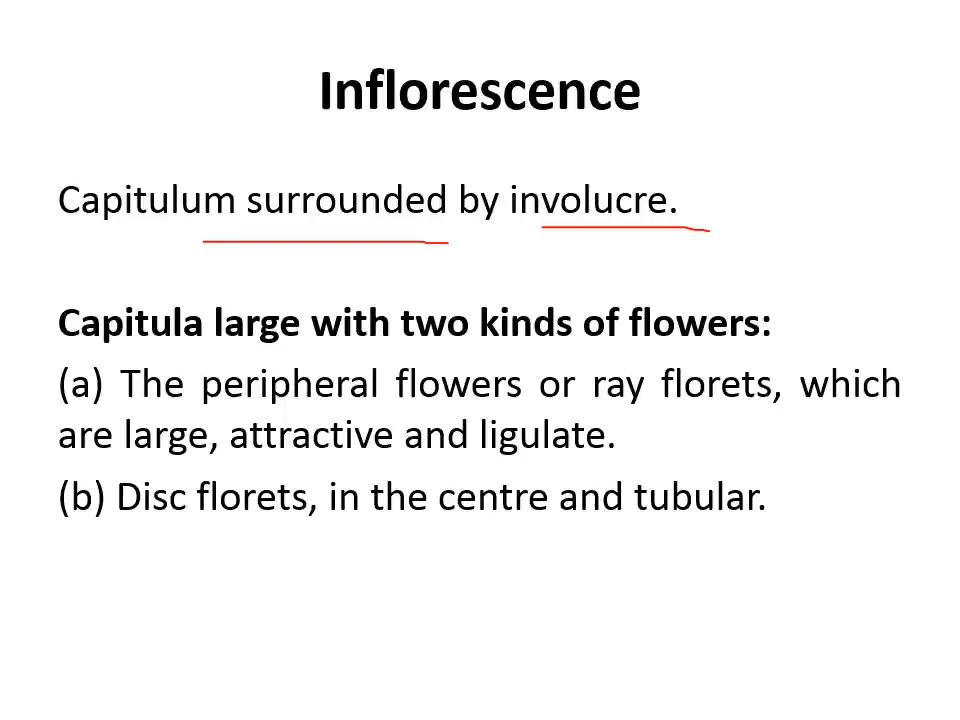 Inflorescence
Capitulum surrounded by involucre.
Capitula large with two kinds of flowers:
(a) The peripheral flowers or ray florets, which
are large, attractive and ligulate.
(b) Disc florets, in the centre and tubular.